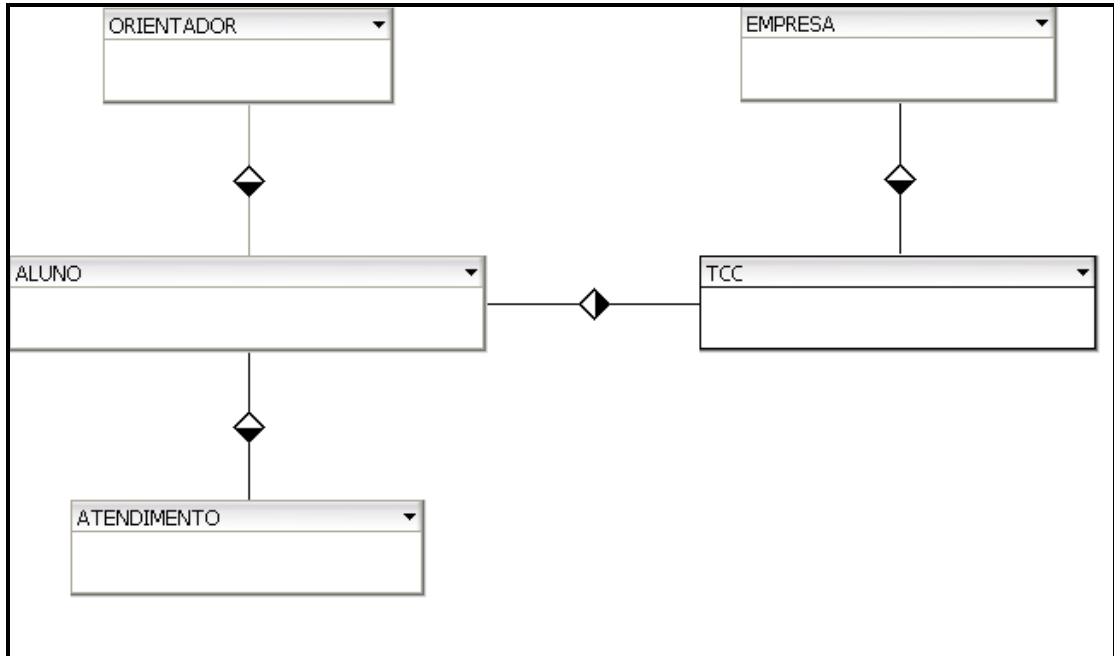 ORIENTADOR
EMPRESA
ALUNO
TCC
ATENDIMENTO